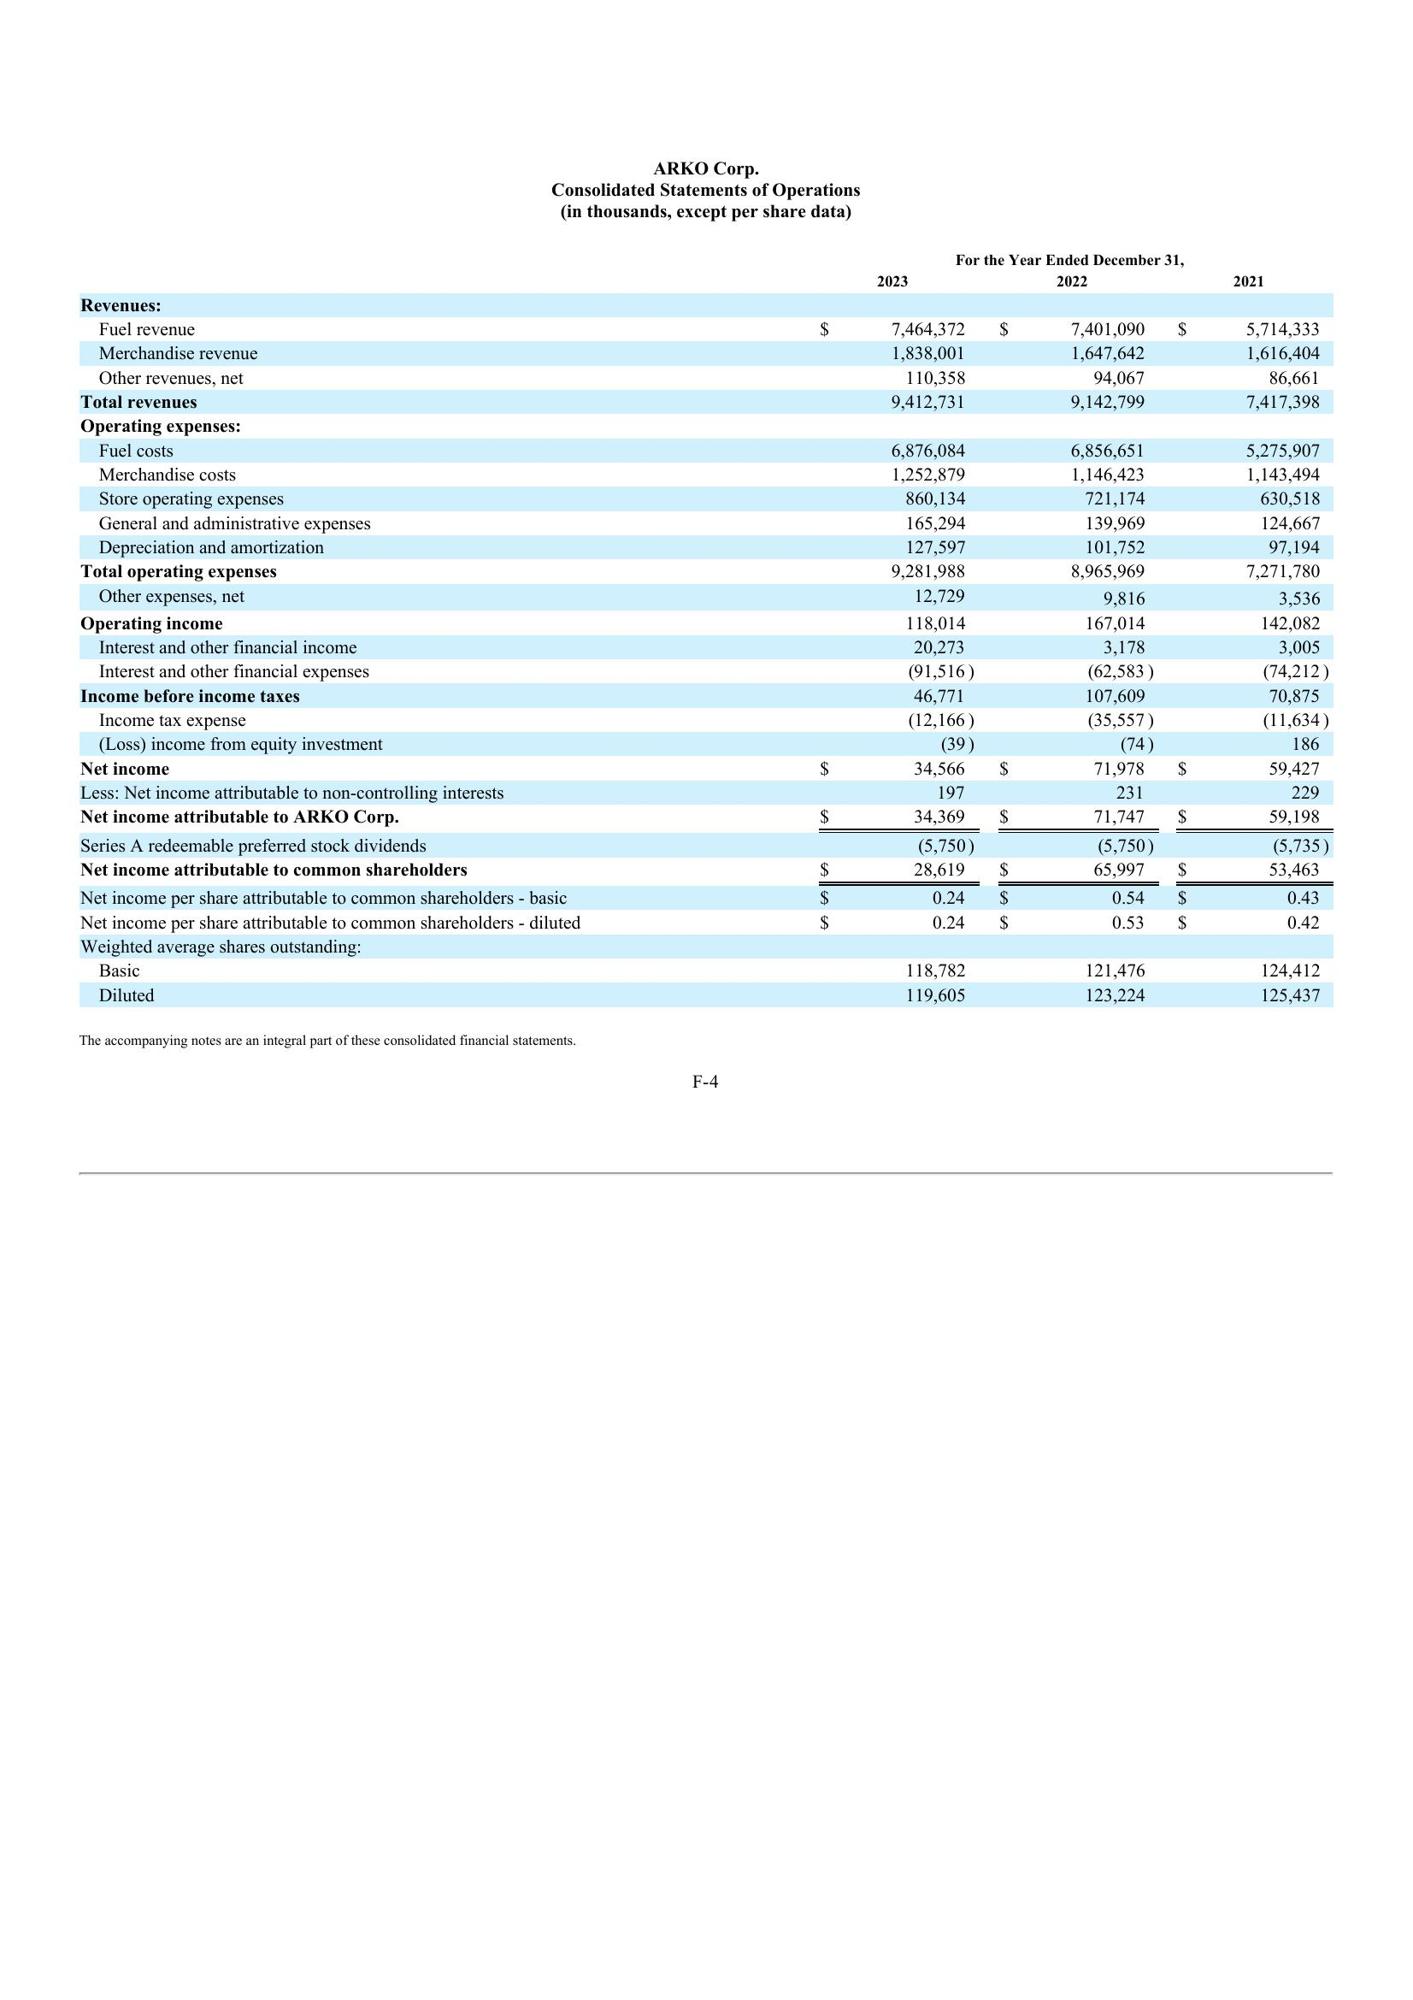 ARKO Corp.
Consolidated Statements of Operations
(in thousands, except per share data)
For the Year Ended December 31,
2023 2022 2021
Revenues:
Fuel revenue $ 7,464,372 $ 7,401,090 $ 5,714,333
Merchandise revenue 1,838,001 1,647,642 1,616,404
Other revenues, net 110,358 94,067 86,661
Total revenues 9,412,731 9,142,799 7,417,398
Operating expenses:
Fuel costs 6,876,084 6,856,651 5,275,907
Merchandise costs 1,252,879 1,146,423 1,143,494
Store operating expenses 860,134 721,174 630,518
General and administrative expenses 165,294 139,969 124,667
Depreciation and amortization 127,597 101,752 97,194
Total operating expenses 9,281,988 8,965,969 7,271,780
Other expenses, net 12,729 9,816 3,536
Operating income 118,014 167,014 142,082
Interest and other financial income 20,273 3,178 3,005
Interest and other financial expenses (91,516) (62,583) (74,212)
Income before income taxes 46,771 107,609 70,875
Income tax expense (12,166) (35,557) (11,634)
(Loss) income from equity investment (39) (74) 186
Net income $ 34,566 $ 71,978 $ 59,427
Less: Net income attributable to non-controlling interests 197 231 229
Net income attributable to ARKO Corp. $ 34,369 $ 71,747 $ 59,198
Series A redeemable preferred stock dividends (5,750) (5,750) (5,735)
Net income attributable to common shareholders $ 28,619 $ 65,997 $ 53,463
Net income per share attributable to common shareholders - basic $ 0.24 $ 0.54 $ 0.43
Net income per share attributable to common shareholders - diluted $ 0.24 $ 0.53 $ 0.42
Weighted average shares outstanding:
Basic 118,782 121,476 124,412
Diluted 119,605 123,224 125,437
The accompanying notes are an integral part of these consolidated financial statements.
F-4